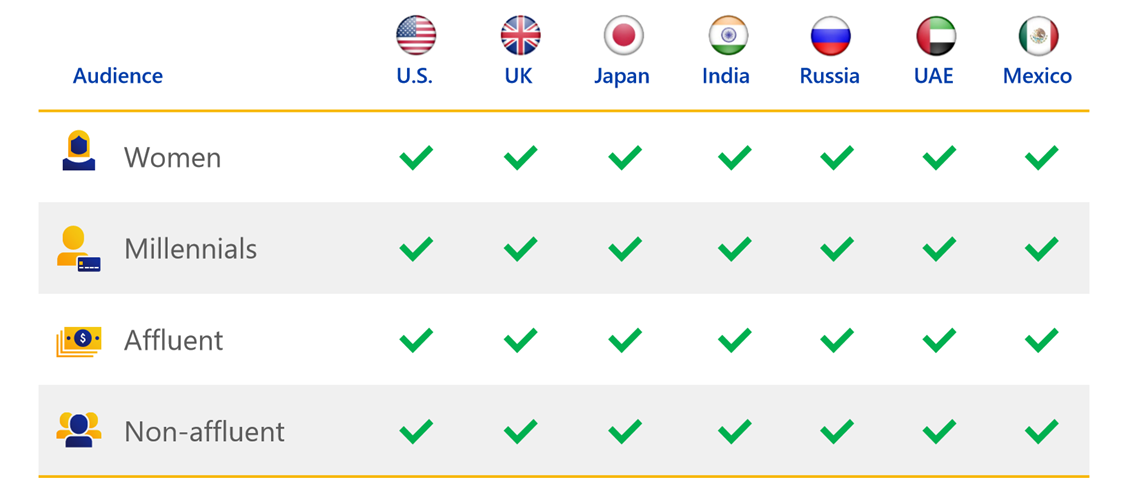 Audience U.S. UK Japan India Russia UAE Mexico
Women
Millennials
$
Affluent
Non-affluent